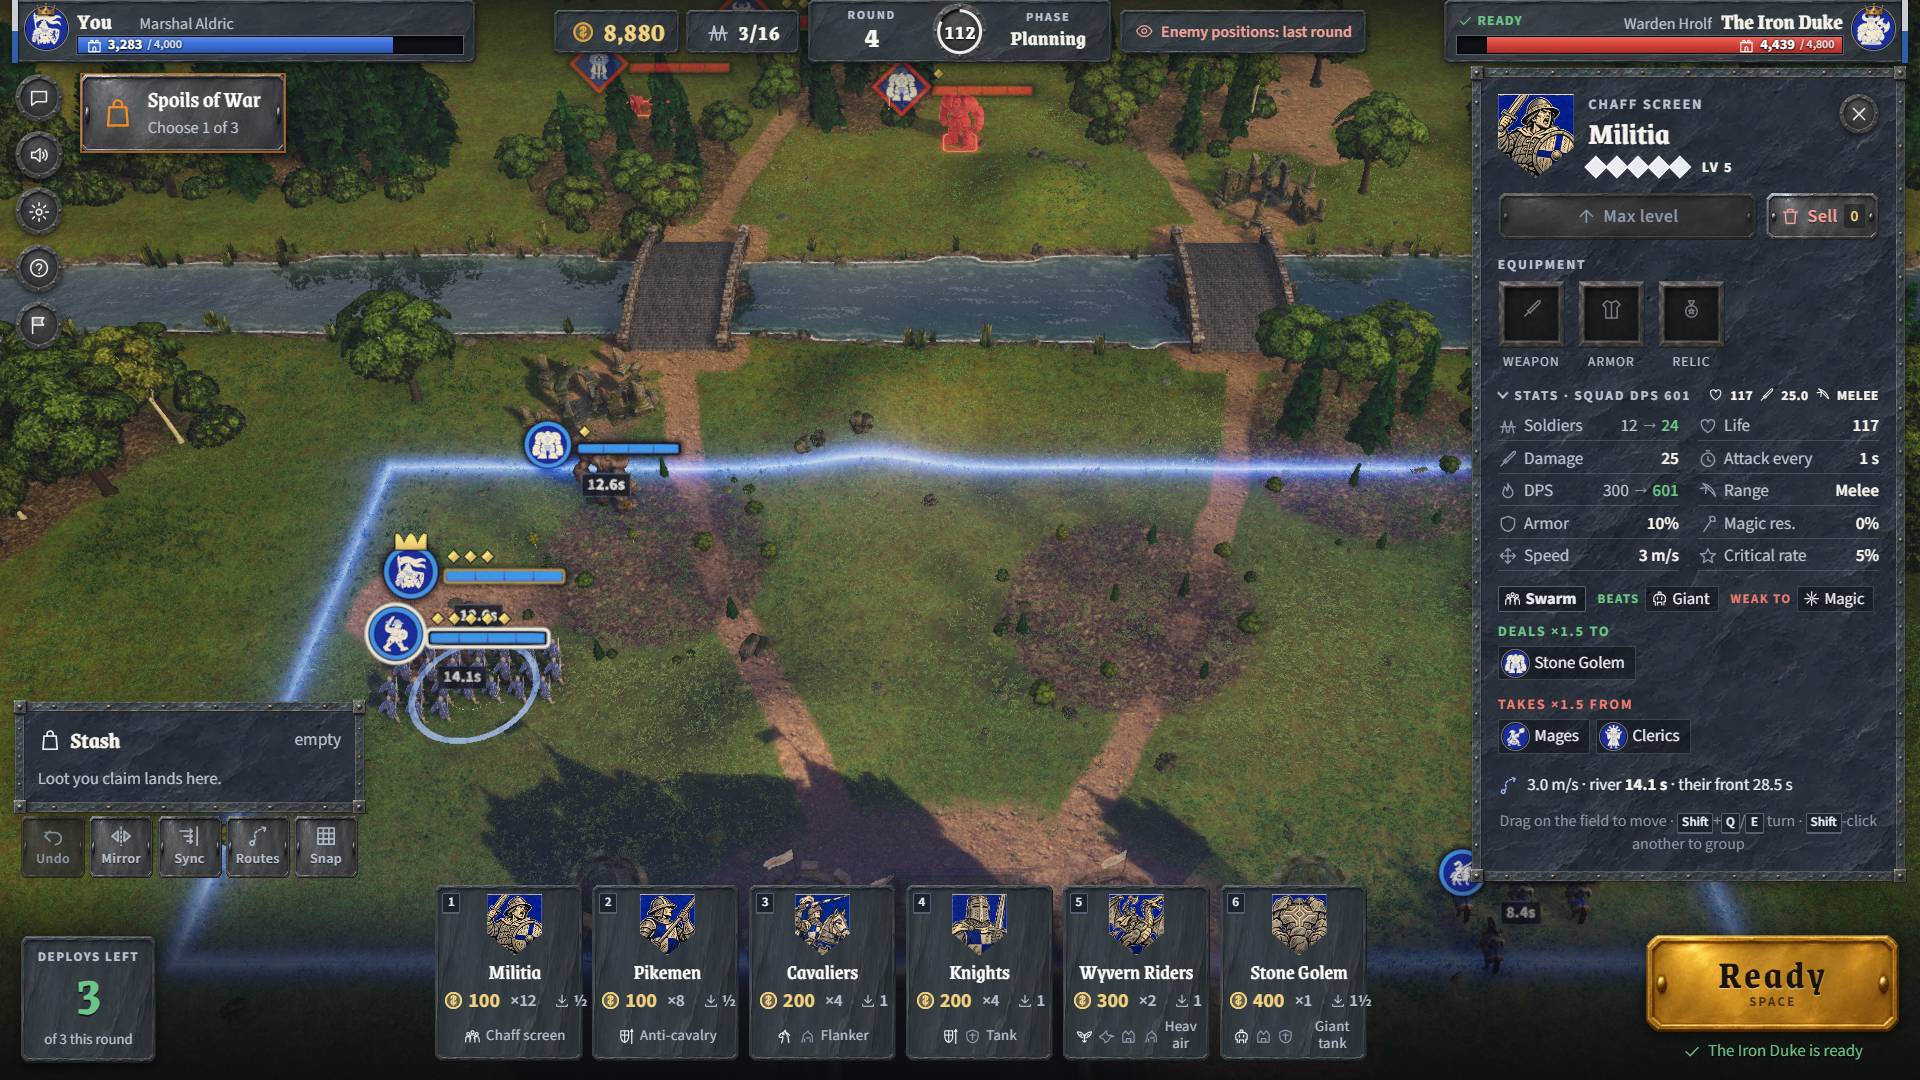 You Marshal Aldric
3,283 / 4,000
8,880
3/16
ROUND
4
112
PHASE
Planning
Enemy positions: last round
READY
Warden Hrolf The Iron Duke
4,439 / 4,800
Spoils of War
Choose 1 of 3
CHAFF SCREEN
Militia
LV 5
Max level
Sell 0
EQUIPMENT
WEAPON ARMOR RELIC
STATS · SQUAD DPS 601 117 25.0 MELEE
Soldiers 12 → 24 Life 117
Damage 25 Attack every 1 s
DPS 300 → 601 Range Melee
Armor 10% Magic res. 0%
Speed 3 m/s Critical rate 5%
Swarm BEATS Giant WEAK TO Magic
DEALS ×1.5 TO
Stone Golem
TAKES ×1.5 FROM
Mages Clerics
3.0 m/s · river 14.1 s · their front 28.5 s
Drag on the field to move · Shift + Q / E turn · Shift -click
another to group
12.6s
14.1s
8.4s
Stash empty
Loot you claim lands here.
Undo Mirror Sync Routes Snap
DEPLOYS LEFT
3
of 3 this round
1
Militia
100 ×12 ½
Chaff screen
2
Pikemen
100 ×8 ½
Anti-cavalry
3
Cavaliers
200 ×4 1
Flanker
4
Knights
200 ×4 1
Tank
5
Wyvern Riders
300 ×2 1
Heav
air
6
Stone Golem
400 ×1 1½
Giant
tank
Ready
SPACE
The Iron Duke is ready